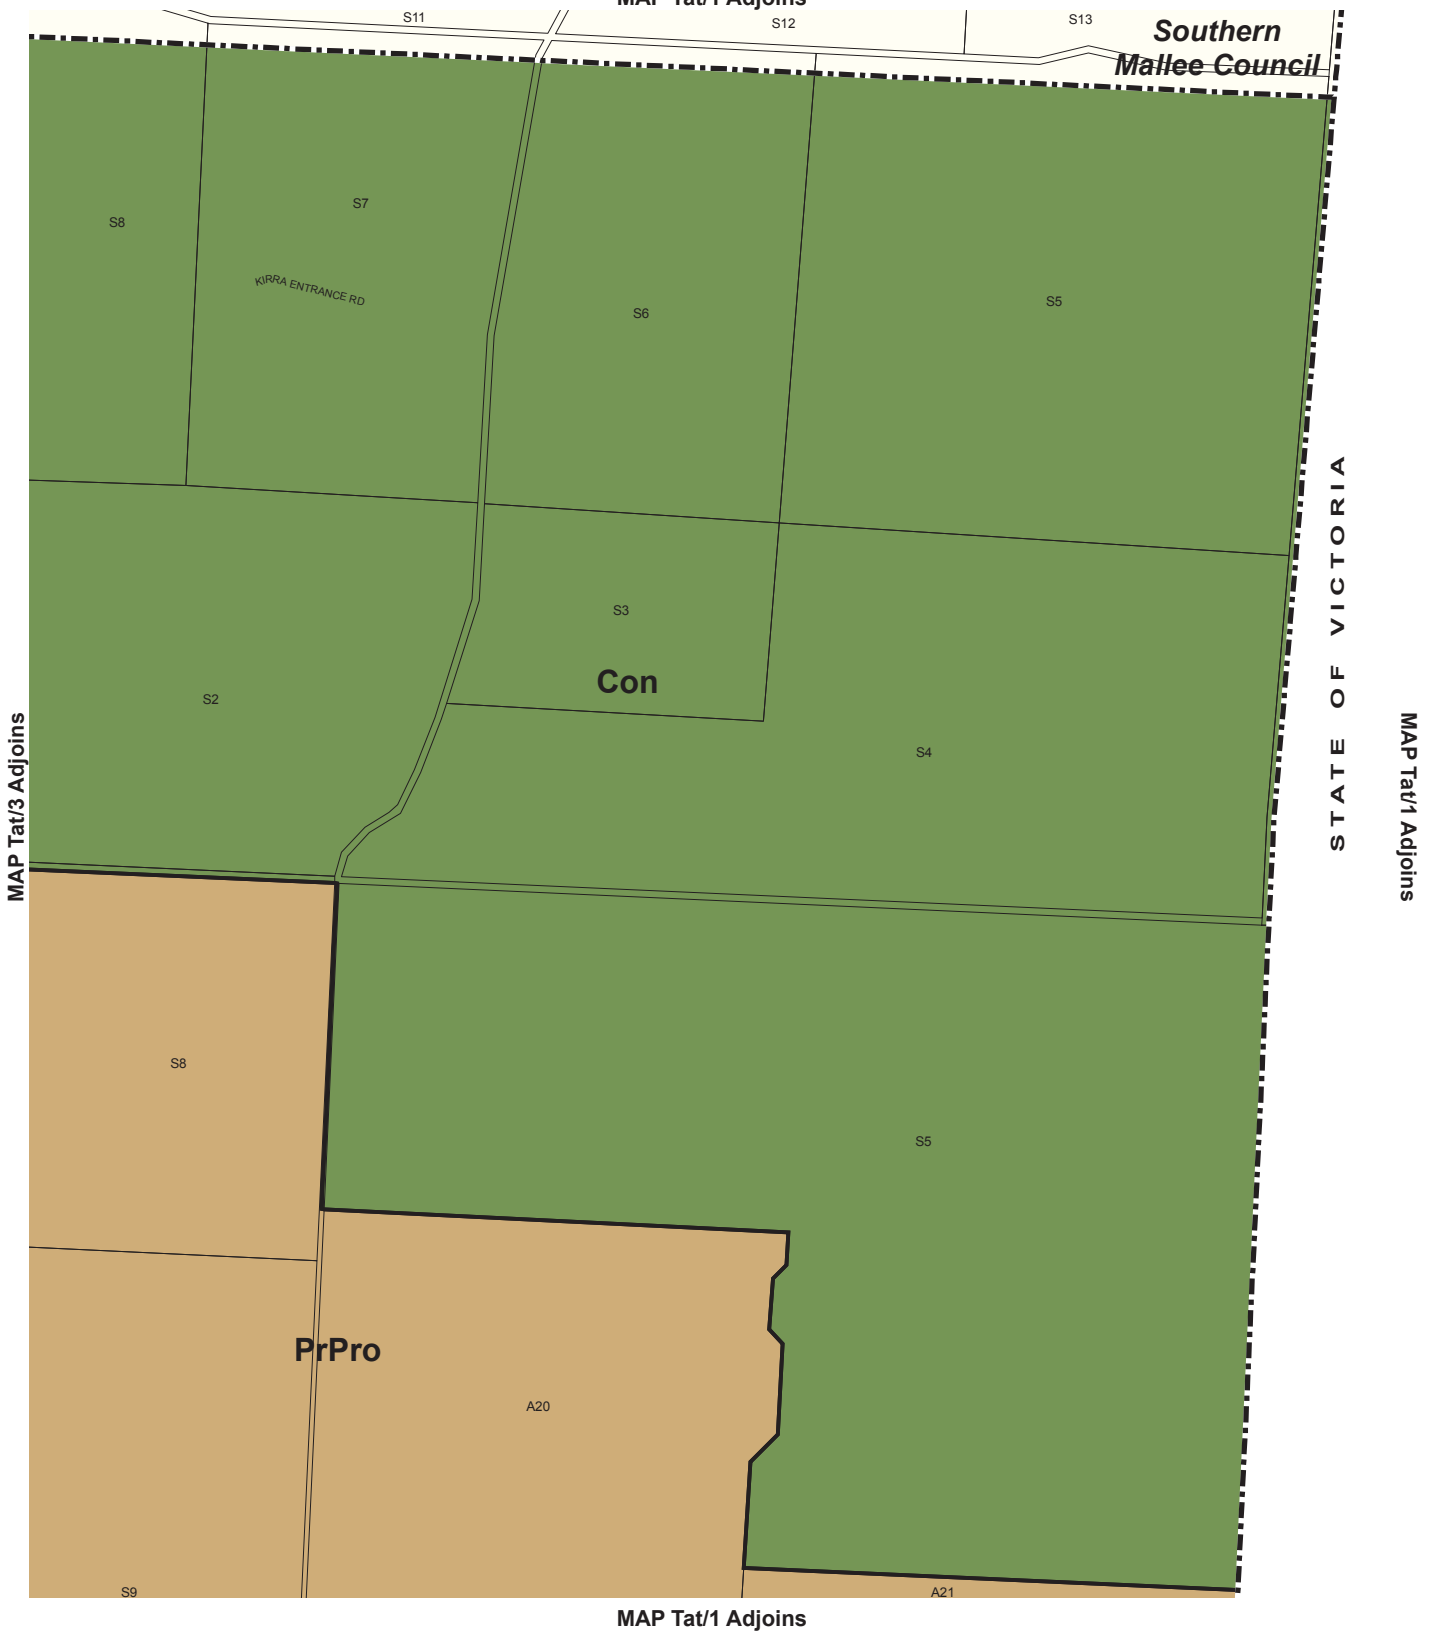 MAP Tat/1 Adjoins
S11
S12
S13
Southern
Mallee Council
S8
S7
KIRRA ENTRANCE RD
S6
S5
S3
Con
S2
S4
STATE OF VICTORIA
MAP Tat/3 Adjoins
MAP Tat/1 Adjoins
S8
S5
PrPro
A20
S9
A21
MAP Tat/1 Adjoins